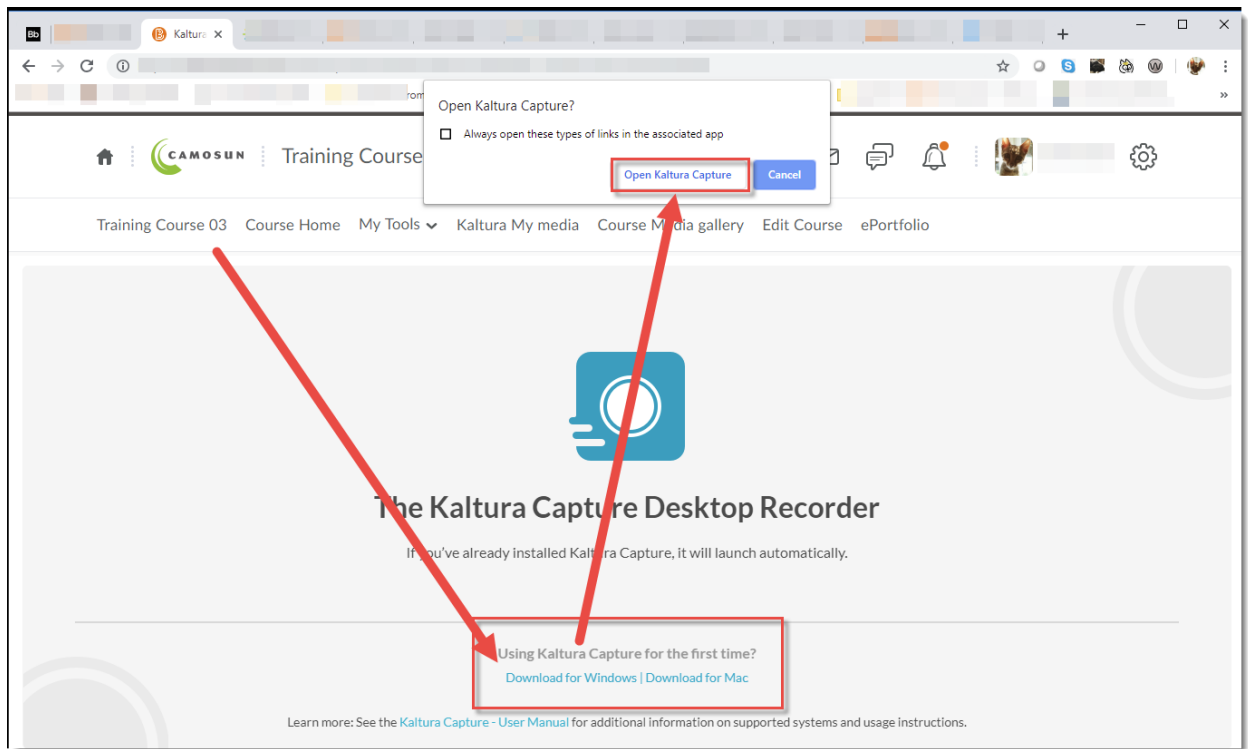 Bb
Kaltura
rom
Open Kaltura Capture?
Always open these types of links in the associated app
Open Kaltura Capture
Cancel
CAMOSUN
Training Course
Training Course 03
Course Home
My Tools
Kaltura My media
Course Media gallery
Edit Course
ePortfolio
The Kaltura Capture Desktop Recorder
If you've already installed Kaltura Capture, it will launch automatically.
Using Kaltura Capture for the first time?
Download for Windows | Download for Mac
Learn more: See the Kaltura Capture - User Manual for additional information on supported systems and usage instructions.